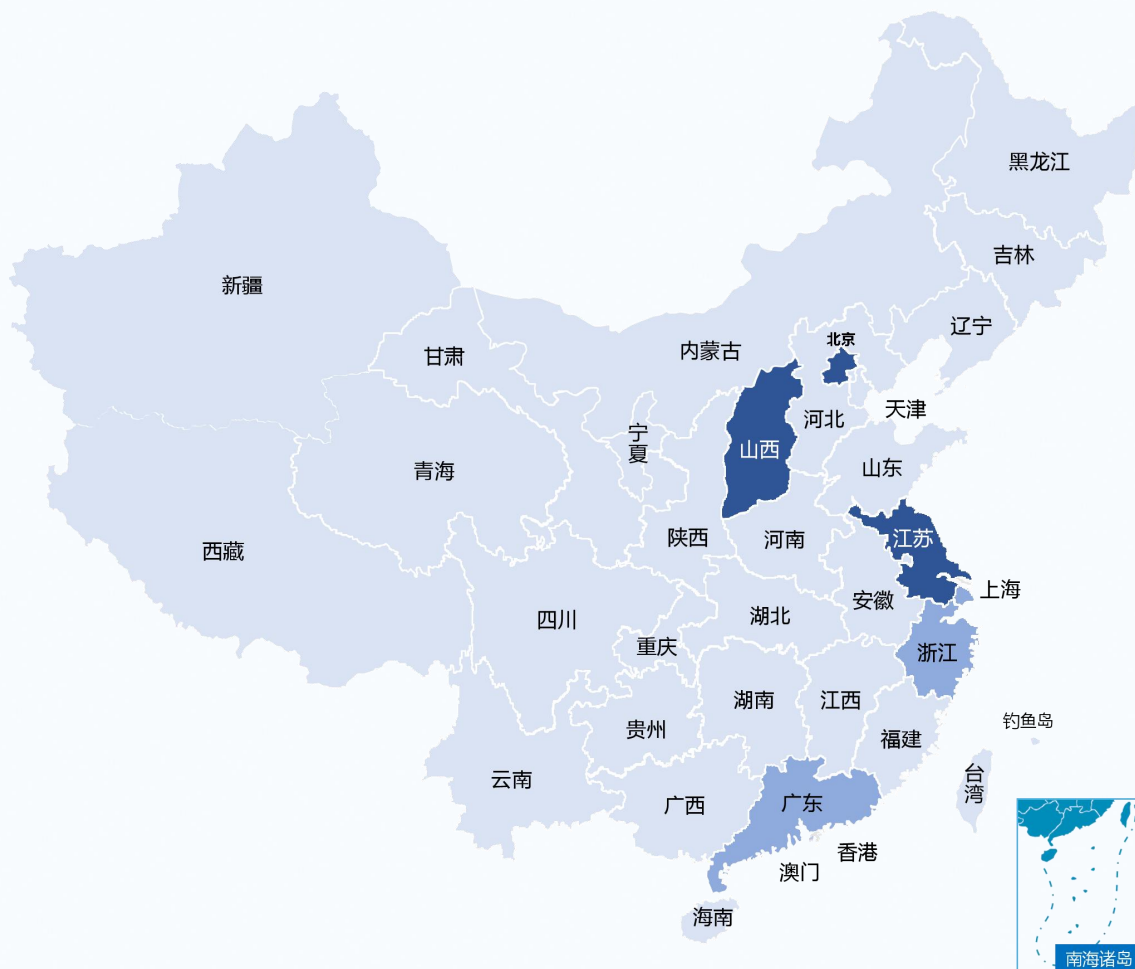 黑龙江
吉林
新疆
辽宁
北京
内蒙古
甘肃
天津
河北
宁夏
山西
山东
青海
陕西
河南
江苏
西藏
上海
安徽
湖北
四川
重庆
浙江
湖南
江西
钓鱼岛
贵州
福建
云南
台湾
广东
广西
香港
澳门
海南
南海诸岛